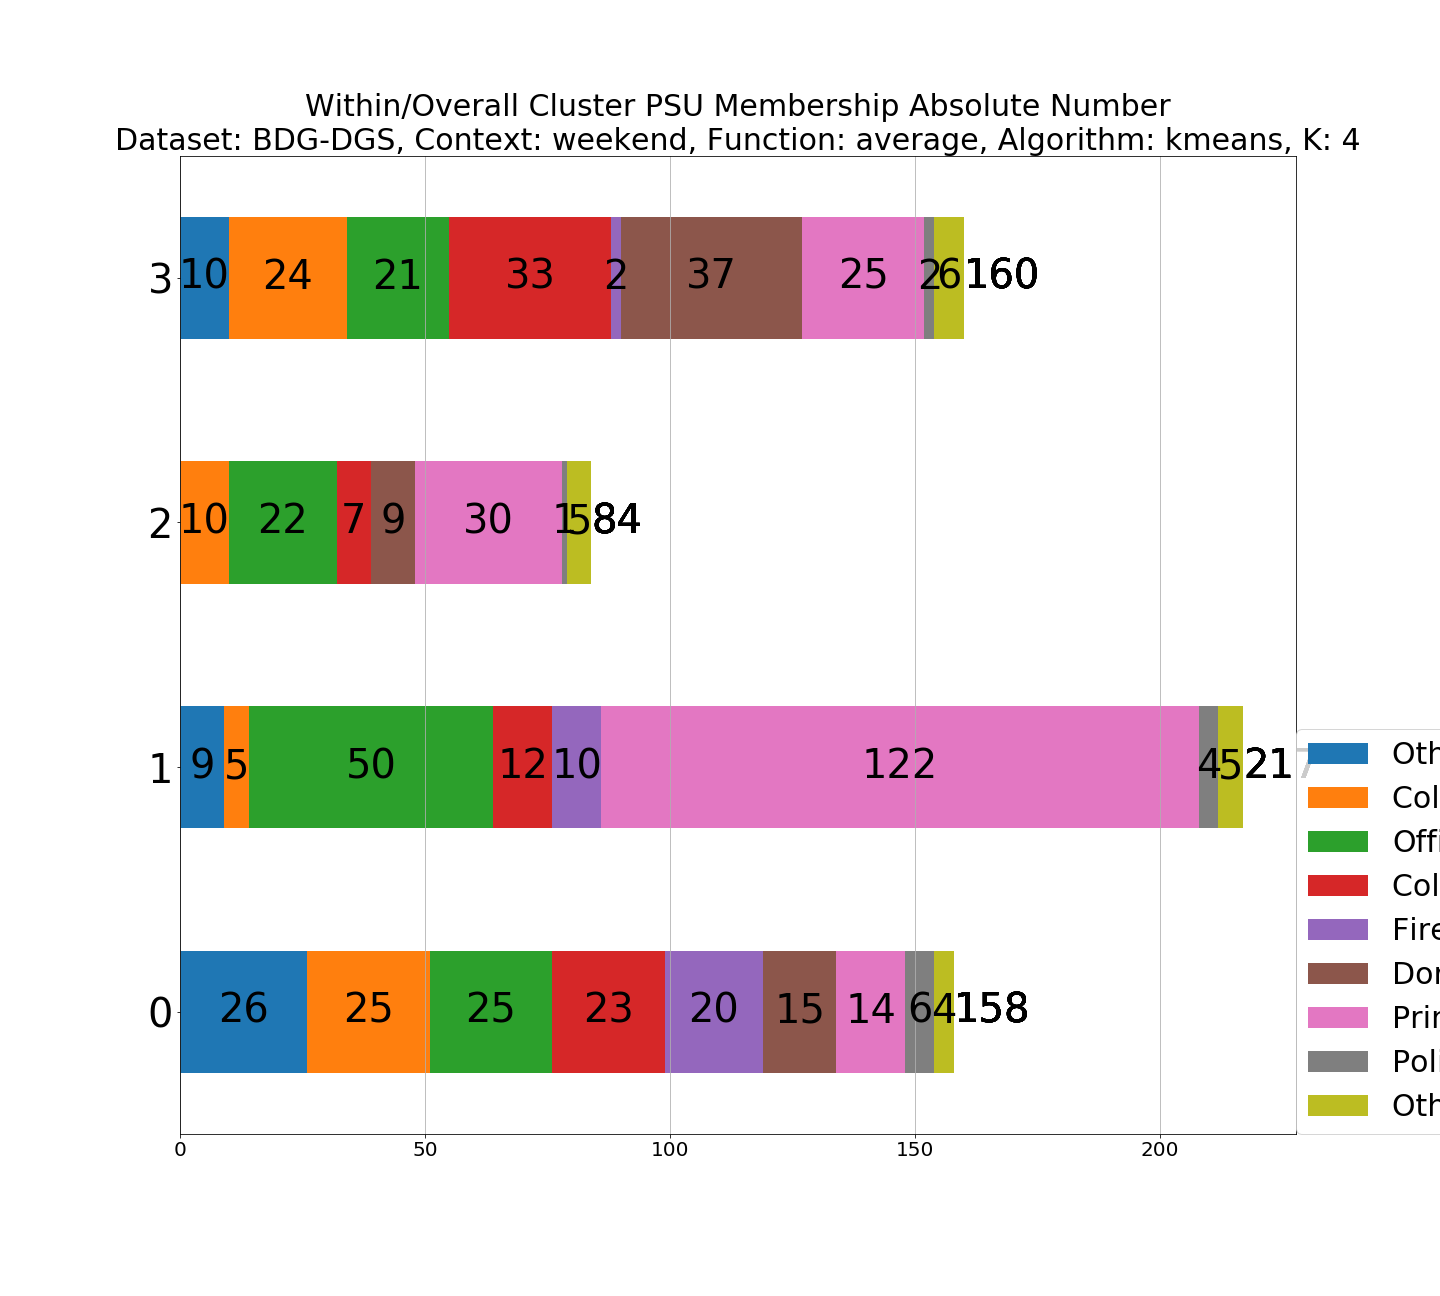 Within/Overall Cluster PSU Membership Absolute Number
Dataset: BDG-DGS, Context: weekend, Function: average, Algorithm: kmeans, K: 4
3 10 24 21 33 2 37 25 2 6 160
2 10 22 7 9 30 1 5 84
1 9 5 50 12 10 122 4 5 217
0 26 25 25 23 20 15 14 6 4 158
0 50 100 150 200
Oth
Col
Offi
Col
Fire
Dor
Prin
Poli
Oth